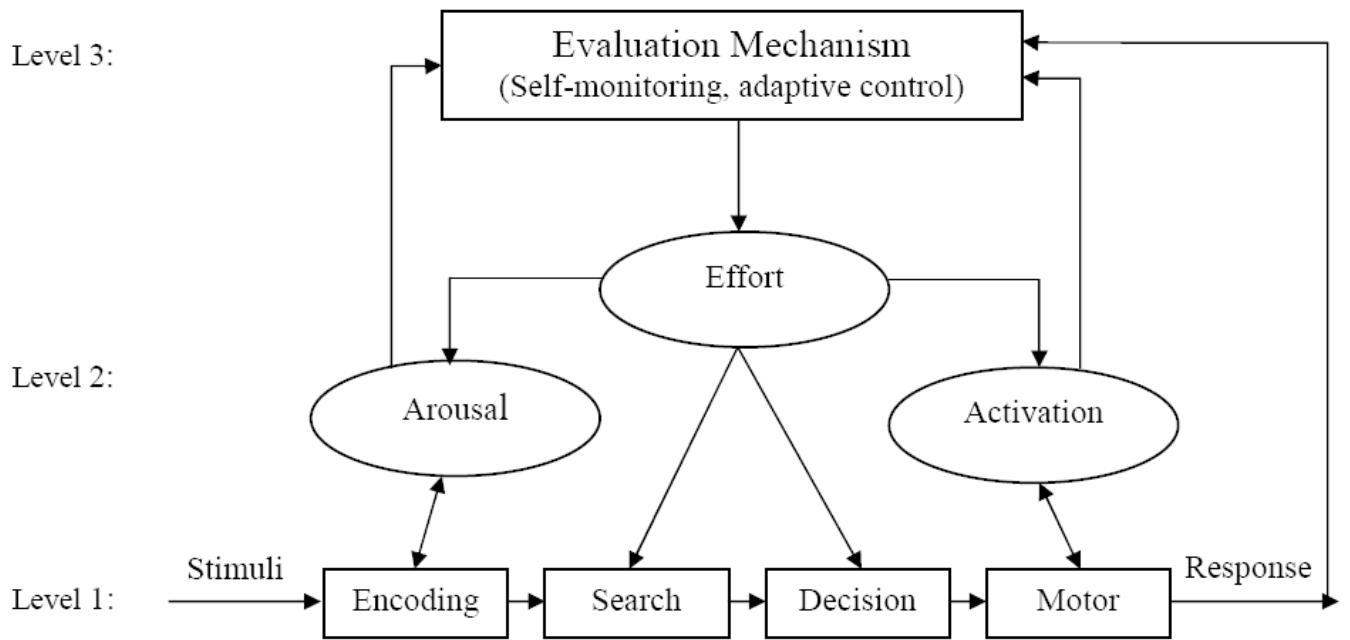 Level 3:
Evaluation Mechanism
(Self-monitoring, adaptive control)
Effort
Level 2:
Arousal
Activation
Stimuli
Response
Level 1:
Encoding
Search
Decision
Motor